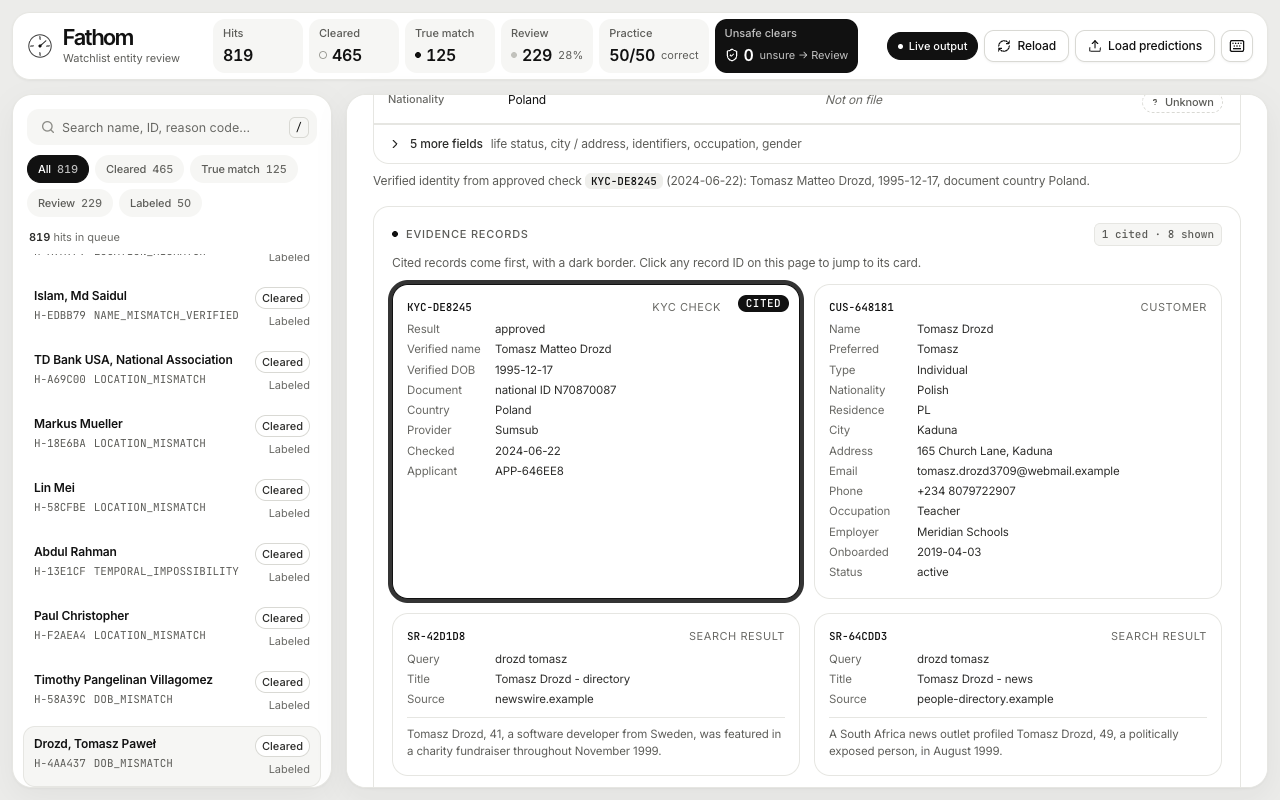 Fathom
Watchlist entity review
Hits
819
Cleared
465
True match
125
Review
229 28%
Practice
50/50 correct
Unsafe clears
0 unsure → Review
Live output
Reload
Load predictions
Search name, ID, reason code...
/
All 819
Cleared 465
True match 125
Review 229
Labeled 50
819 hits in queue
Labeled
Islam, Md Saidul
Cleared
H-EDBB79 NAME_MISMATCH_VERIFIED
Labeled
TD Bank USA, National Association
Cleared
H-A69C00 LOCATION_MISMATCH
Labeled
Markus Mueller
Cleared
H-18E6BA LOCATION_MISMATCH
Labeled
Lin Mei
Cleared
H-58CFBE LOCATION_MISMATCH
Labeled
Abdul Rahman
Cleared
H-13E1CF TEMPORAL_IMPOSSIBILITY
Labeled
Paul Christopher
Cleared
H-F2AEA4 LOCATION_MISMATCH
Labeled
Timothy Pangelinan Villagomez
Cleared
H-58A39C DOB_MISMATCH
Labeled
Drozd, Tomasz Paweł
Cleared
H-4AA437 DOB_MISMATCH
Labeled
Nationality Poland Not on file ? Unknown
5 more fields life status, city / address, identifiers, occupation, gender
Verified identity from approved check KYC-DE8245 (2024-06-22): Tomasz Matteo Drozd, 1995-12-17, document country Poland.
EVIDENCE RECORDS
1 cited · 8 shown
Cited records come first, with a dark border. Click any record ID on this page to jump to its card.
KYC-DE8245 KYC CHECK CITED
Result approved
Verified name Tomasz Matteo Drozd
Verified DOB 1995-12-17
Document national ID N70870087
Country Poland
Provider Sumsub
Checked 2024-06-22
Applicant APP-646EE8
CUS-648181 CUSTOMER
Name Tomasz Drozd
Preferred Tomasz
Type Individual
Nationality Polish
Residence PL
City Kaduna
Address 165 Church Lane, Kaduna
Email tomasz.drozd3709@webmail.example
Phone +234 8079722907
Occupation Teacher
Employer Meridian Schools
Onboarded 2019-04-03
Status active
SR-42D1D8 SEARCH RESULT
Query drozd tomasz
Title Tomasz Drozd - directory
Source newswire.example
Tomasz Drozd, 41, a software developer from Sweden, was featured in
a charity fundraiser throughout November 1999.
SR-64CDD3 SEARCH RESULT
Query drozd tomasz
Title Tomasz Drozd - news
Source people-directory.example
A South Africa news outlet profiled Tomasz Drozd, 49, a politically
exposed person, in August 1999.